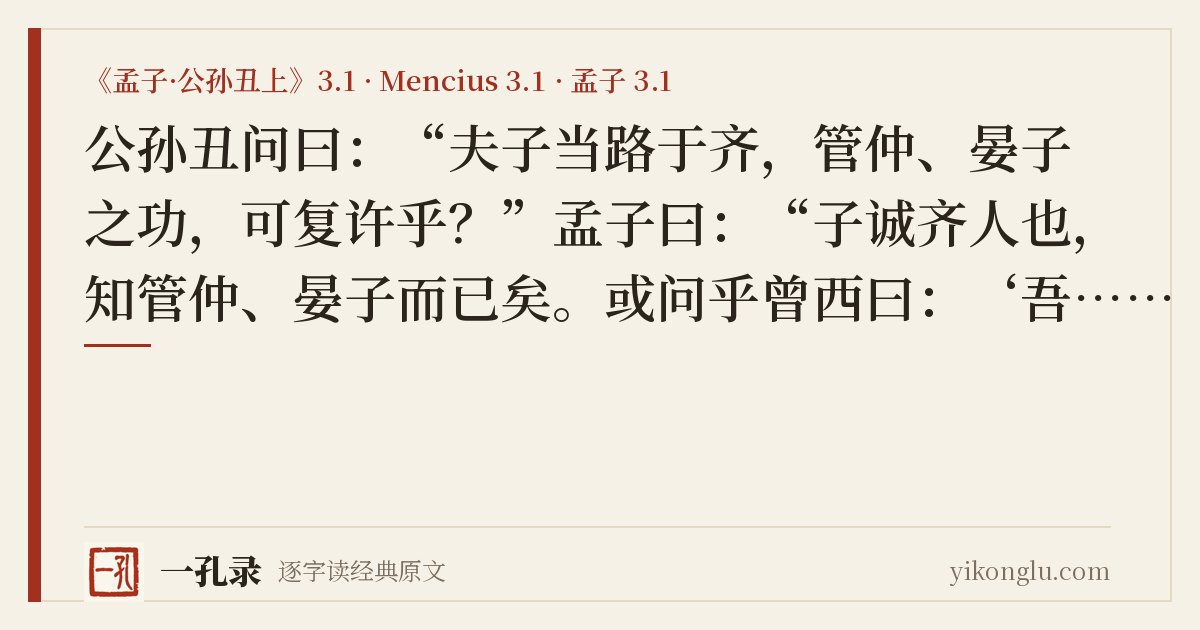 《孟子·公孙丑上》3.1 · Mencius 3.1 · 孟子 3.1
公孙丑问曰：“夫子当路于齐，管仲、晏子
之功，可复许乎？”孟子曰：“子诚齐人也，
知管仲、晏子而已矣。或问乎曾西曰：‘吾……
一孔
一孔录 逐字读经典原文 yikonglu.com